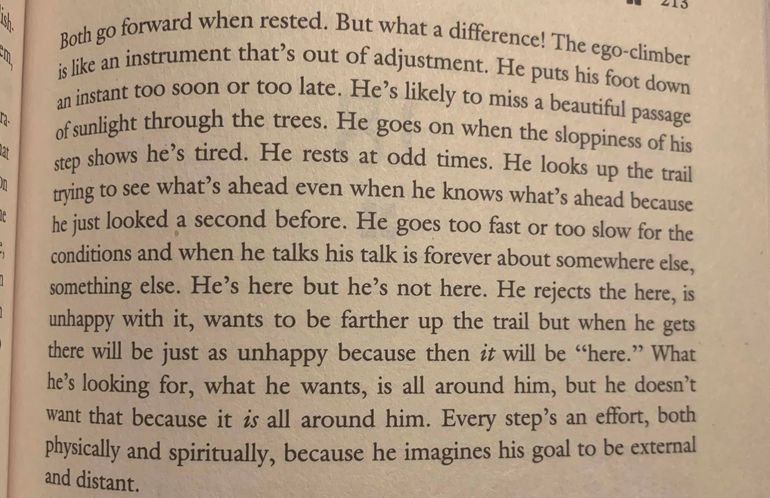 213
Both go forward when rested. But what a difference! The ego-climber
is like an instrument that's out of adjustment. He puts his foot down
an instant too soon or too late. He's likely to miss a beautiful passage
of sunlight through the trees. He goes on when the sloppiness of his
step shows he's tired. He rests at odd times. He looks up the trail
trying to see what's ahead even when he knows what's ahead because
he just looked a second before. He goes too fast or too slow for the
conditions and when he talks his talk is forever about somewhere else,
something else. He's here but he's not here. He rejects the here, is
unhappy with it, wants to be farther up the trail but when he gets
there will be just as unhappy because then it will be “here.” What
he's looking for, what he wants, is all around him, but he doesn't
want that because it is all around him. Every step's an effort, both
physically and spiritually, because he imagines his goal to be external
and distant.